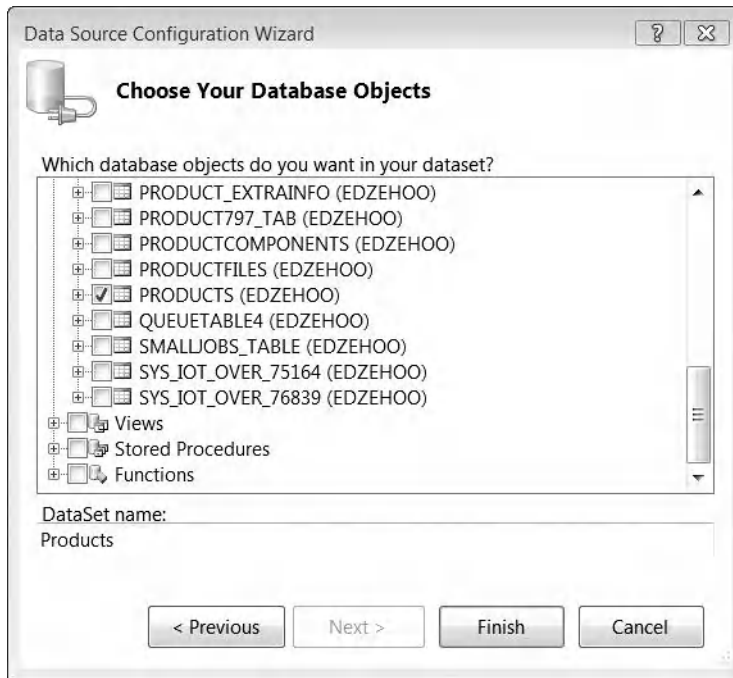 Data Source Configuration Wizard
Choose Your Database Objects
Which database objects do you want in your dataset?
PRODUCT_EXTRAINFO (EDZEHOO)
PRODUCT797_TAB (EDZEHOO)
PRODUCTCOMPONENTS (EDZEHOO)
PRODUCTFILES (EDZEHOO)
PRODUCTS (EDZEHOO)
QUEUETABLE4 (EDZEHOO)
SMALLJOBS_TABLE (EDZEHOO)
SYS_IOT_OVER_75164 (EDZEHOO)
SYS_IOT_OVER_76839 (EDZEHOO)
Views
Stored Procedures
Functions
DataSet name:
Products
< Previous Next > Finish Cancel